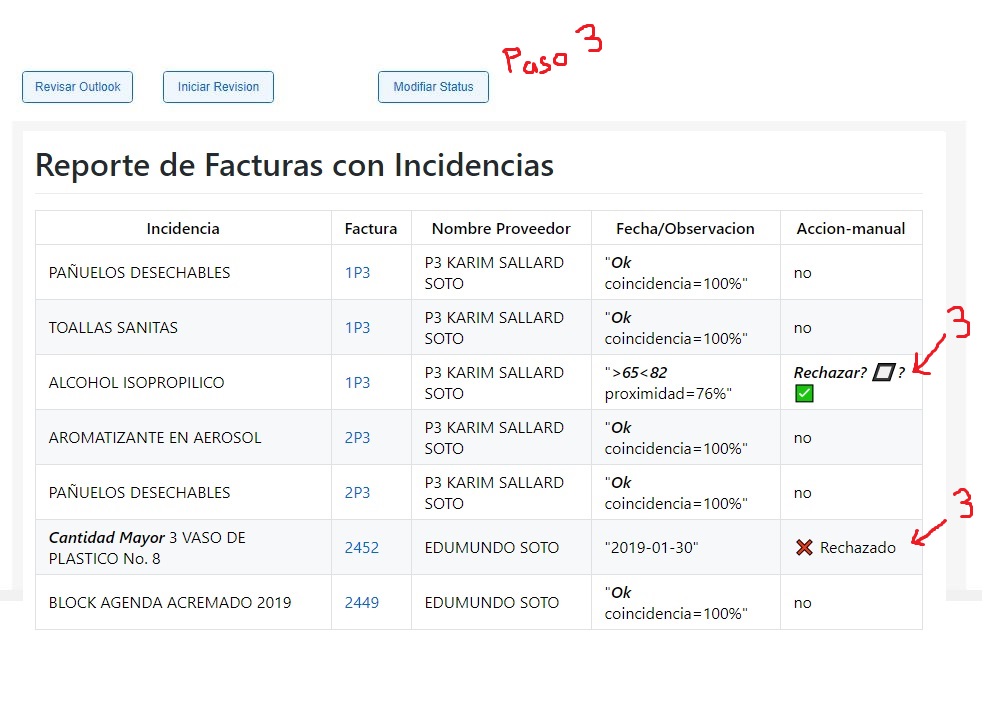 Paso 3
Revisar Outlook
Iniciar Revision
Modifiar Status
Reporte de Facturas con Incidencias
Incidencia Factura Nombre Proveedor Fecha/Observacion Accion-manual
PAÑUELOS DESECHABLES 1P3 P3 KARIM SALLARD SOTO "Ok coincidencia=100%" no
TOALLAS SANITAS 1P3 P3 KARIM SALLARD SOTO "Ok coincidencia=100%" no
3
ALCOHOL ISOPROPILICO 1P3 P3 KARIM SALLARD SOTO ">65<82 proximidad=76%" Rechazar? ?
AROMATIZANTE EN AEROSOL 2P3 P3 KARIM SALLARD SOTO "Ok coincidencia=100%" no
PAÑUELOS DESECHABLES 2P3 P3 KARIM SALLARD SOTO "Ok coincidencia=100%" no
3
Cantidad Mayor 3 VASO DE PLASTICO No. 8 2452 EDUMUNDO SOTO "2019-01-30" Rechazado
BLOCK AGENDA ACREMADO 2019 2449 EDUMUNDO SOTO "Ok coincidencia=100%" no